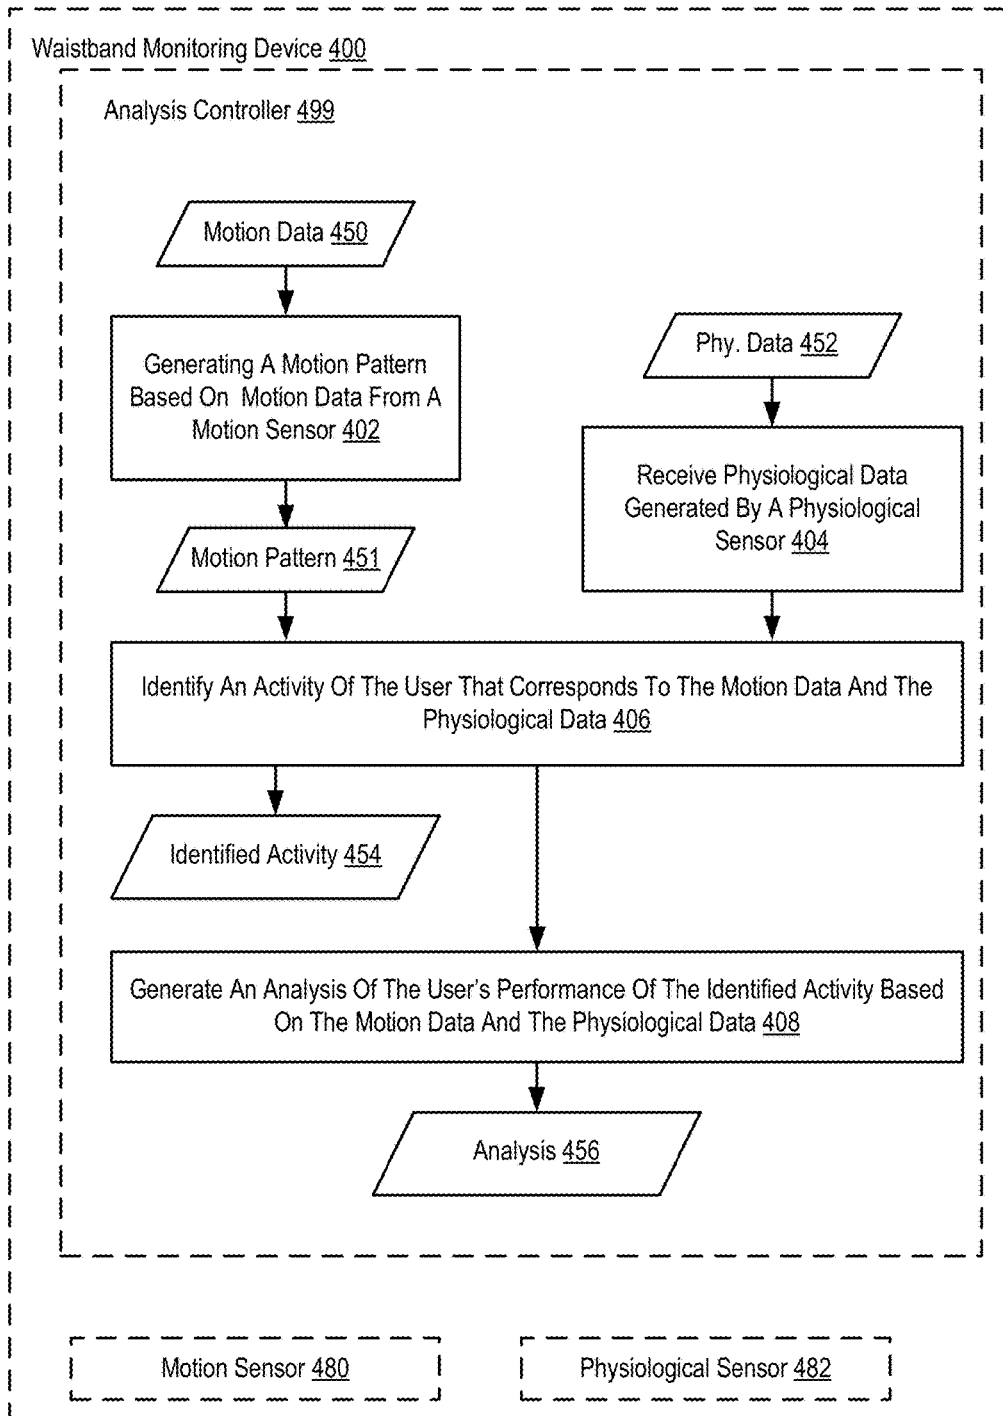 Waistband Monitoring Device 400
Analysis Controller 499
Motion Data 450
Generating A Motion Pattern
Based On Motion Data From A
Motion Sensor 402
Phy. Data 452
Receive Physiological Data
Generated By A Physiological
Sensor 404
Motion Pattern 451
Identify An Activity Of The User That Corresponds To The Motion Data And The
Physiological Data 406
Identified Activity 454
Generate An Analysis Of The User's Performance Of The Identified Activity Based
On The Motion Data And The Physiological Data 408
Analysis 456
Motion Sensor 480
Physiological Sensor 482